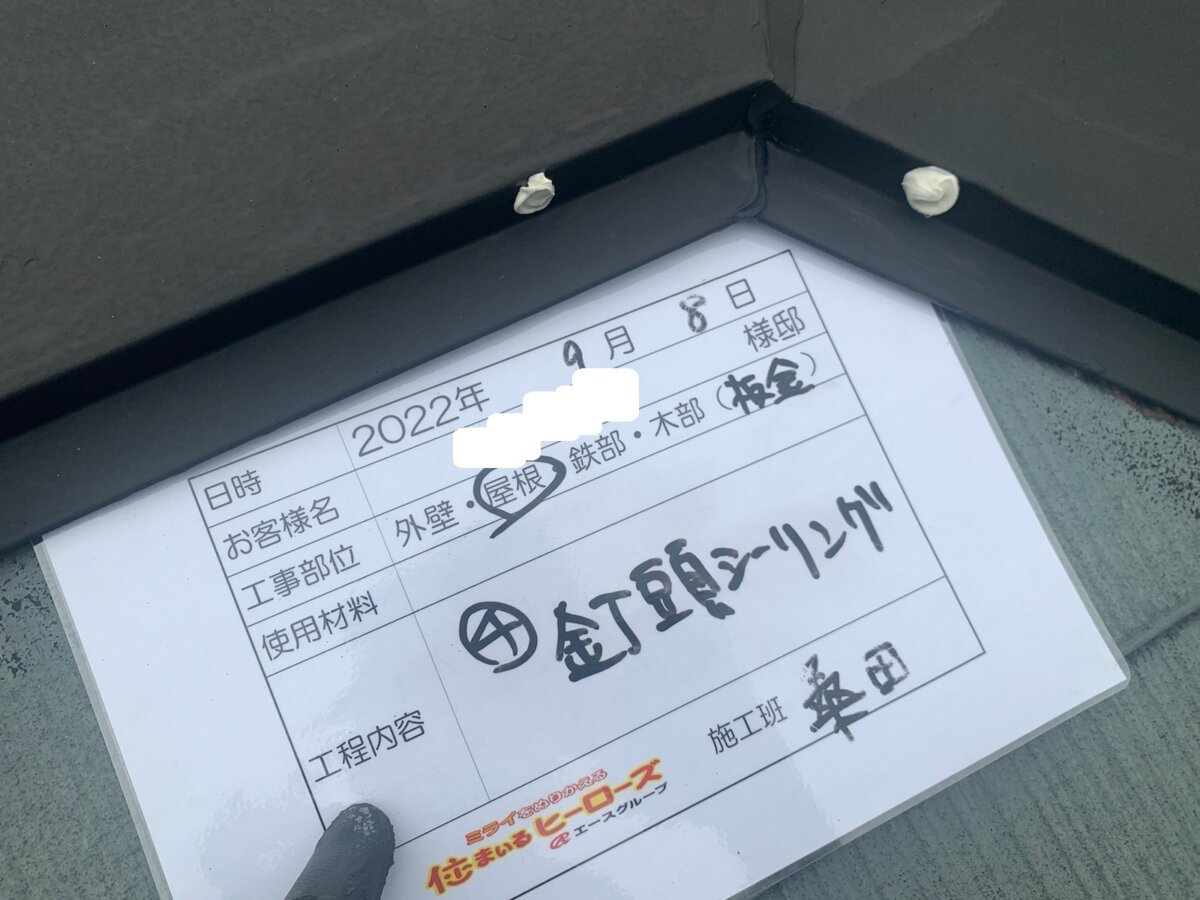 日時 2022年 9月 8日
お客様名 様邸
工事部位 外壁・屋根・鉄部・木部(板金)
使用材料
工程内容 ④釘頭シーリング
施工班 桑田
ミライをぬりかえる
住まいるヒーローズ
エースグループ